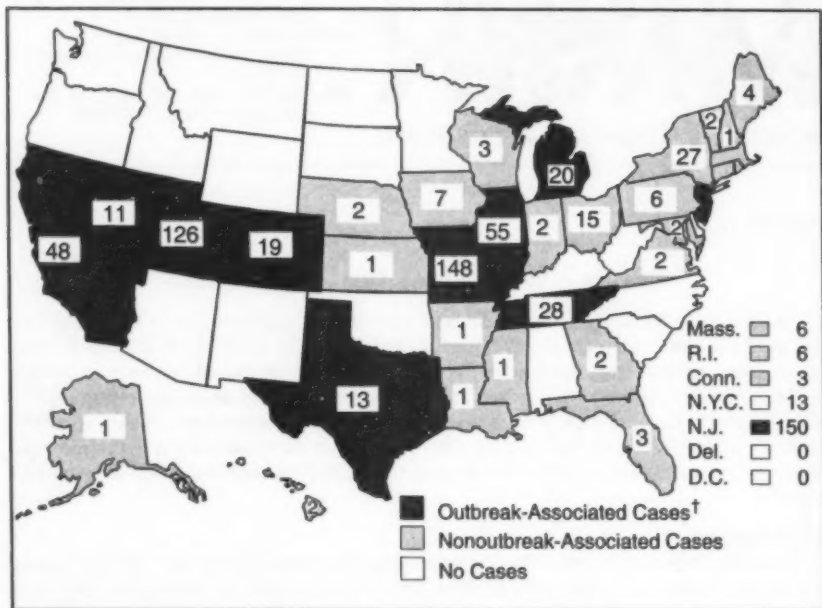 4
2
1
3
27
20
7
6
11
2
55
2
15
2
126
19
48
1
148
2
28
1
Mass. 6
1
2
R.I. 6
13
1
Conn. 3
1
3
N.Y.C. 13
N.J. 150
Del. 0
D.C. 0
2
Outbreak-Associated Cases†
Nonoutbreak-Associated Cases
No Cases